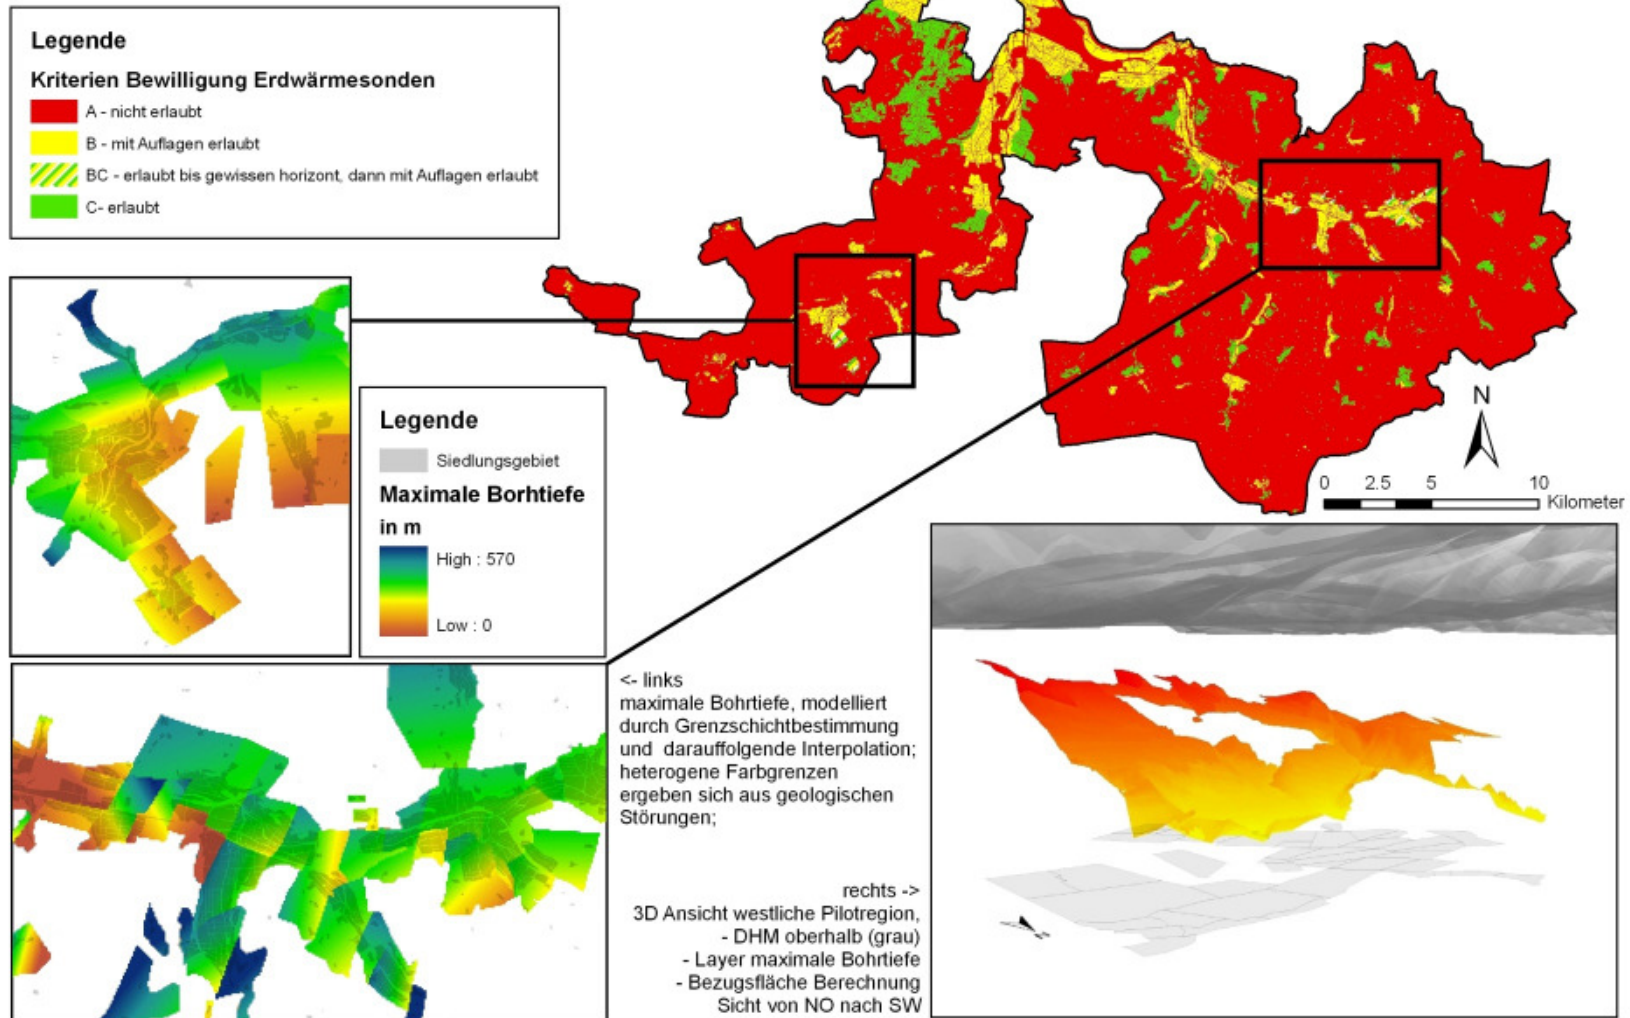 Legende
Kriterien Bewilligung Erdwärmesonden
A - nicht erlaubt
B - mit Auflagen erlaubt
BC - erlaubt bis gewissen horizont, dann mit Auflagen erlaubt
C- erlaubt
Legende
Siedlungsgebiet
Maximale Borhtiefe
in m
High : 570
Low : 0
N
0 2.5 5 10
Kilometer
<- links
maximale Bohrtiefe, modelliert
durch Grenzschichtbestimmung
und darauffolgende Interpolation;
heterogene Farbgrenzen
ergeben sich aus geologischen
Störungen;
rechts ->
3D Ansicht westliche Pilotregion,
- DHM oberhalb (grau)
- Layer maximale Bohrtiefe
- Bezugsfläche Berechnung
Sicht von NO nach SW